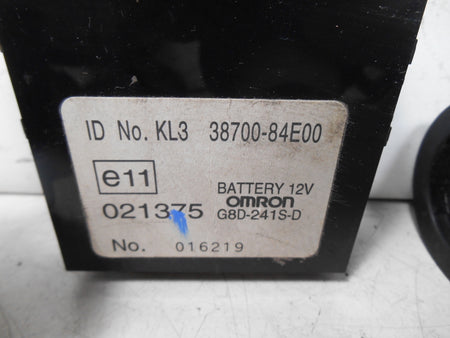 ID No. KL3 38700-84E00
e11
BATTERY 12V
OMRON
021375 G8D-241S-D
No. 016219